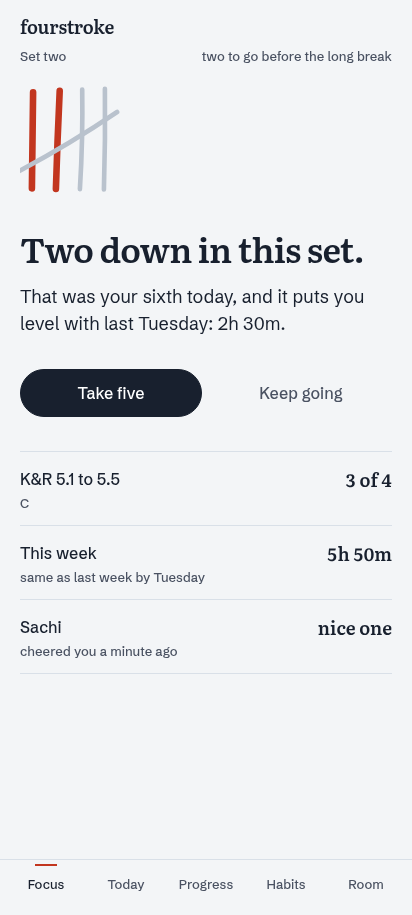 fourstroke
Set two
two to go before the long break
Two down in this set.
That was your sixth today, and it puts you
level with last Tuesday: 2h 30m.
Take five
Keep going
K&R 5.1 to 5.5
3 of 4
C
This week
5h 50m
same as last week by Tuesday
Sachi
nice one
cheered you a minute ago
Focus
Today
Progress
Habits
Room